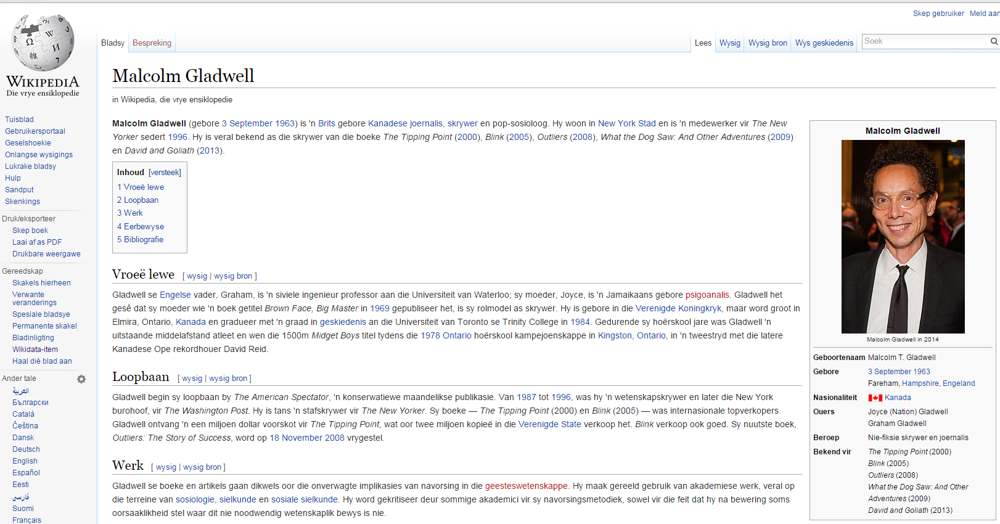 Skep gebruiker Meld aan
WIKIPEDIA
Die vrye ensiklopedie
Bladsy Bespreking Lees Wysig Wysig bron Wys geskiedenis Soek
Tuisblad
Gebruikersportaal
Geselshoekie
Onlangse wysigings
Lukrake bladsy
Hulp
Sandput
Skenkings
Druk/eksporteer
Skep boek
Laai af as PDF
Drukbare weergawe
Gereedskap
Skakels hierheen
Verwante
veranderings
Spesiale bladsye
Permanente skakel
Bladinligting
Wikidata-item
Haal dié blad aan
Ander tale
العربية
Български
Català
Čeština
Dansk
Deutsch
English
Español
Eesti
فارسی
Suomi
Français
Malcolm Gladwell
in Wikipedia, die vrye ensiklopedie
Malcolm Gladwell (gebore 3 September 1963) is 'n Brits gebore Kanadese joernalis, skrywer en pop-sosioloog. Hy woon in New York Stad en is 'n medewerker vir The New
Yorker sedert 1996. Hy is veral bekend as die skrywer van die boeke The Tipping Point (2000), Blink (2005), Outliers (2008), What the Dog Saw: And Other Adventures (2009)
en David and Goliath (2013).
Inhoud [versteek]
1 Vroeë lewe
2 Loopbaan
3 Werk
4 Eerbewyse
5 Bibliografie
Vroeë lewe [ wysig | wysig bron ]
Gladwell se Engelse vader, Graham, is 'n siviele ingenieur professor aan die Universiteit van Waterloo; sy moeder, Joyce, is 'n Jamaikaans gebore psigoanalis. Gladwell het
gesê dat sy moeder wie 'n boek getitel Brown Face, Big Master in 1969 gepubliseer het, is sy rolmodel as skrywer. Hy is gebore in die Verenigde Koningkryk, maar word groot in
Elmira, Ontario, Kanada en gradueer met 'n graad in geskiedenis an die Universiteit van Toronto se Trinity College in 1984. Gedurende sy hoërskool jare was Gladwell 'n
uitstaande middelafstand atleet en wen die 1500m Midget Boys titel tydens die 1978 Ontario hoërskool kampejoenskappe in Kingston, Ontario, in 'n tweestryd met die latere
Kanadese Ope rekordhouer David Reid.
Loopbaan [ wysig | wysig bron ]
Gladwell begin sy loopbaan by The American Spectator, 'n konserwatiewe maandelikse publikasie. Van 1987 tot 1996, was hy 'n wetenskapskrywer en later die New York
burohoof, vir The Washington Post. Hy is tans 'n stafskrywer vir The New Yorker. Sy boeke — The Tipping Point (2000) en Blink (2005) — was internasionale topverkopers.
Gladwell ontvang 'n een miljoen dollar voorskot vir The Tipping Point, wat oor twee miljoen kopieë in die Verenigde State verkoop het. Blink verkoop ook goed. Sy nuutste boek,
Outliers: The Story of Success, word op 18 November 2008 vrygestel.
Werk [ wysig | wysig bron ]
Gladwell se boeke en artikels gaan dikwels oor die onverwagte implikasies van navorsing in die geesteswetenskappe. Hy maak gereeld gebruik van akademiese werk, veral op
die terreine van sosiologie, sielkunde en sosiale sielkunde. Hy word gekritiseer deur sommige akademici vir sy navorsingsmetodiek, sowel vir die feit dat hy na bewering soms
oorsaaklikheid stel waar dit nie noodwendig wetenskaplik bewys is nie.
Malcolm Gladwell
Malcolm Gladwell in 2014
Geboortenaam Malcolm T. Gladwell
Gebore 3 September 1963
Fareham, Hampshire, Engeland
Nasionaliteit Kanada
Ouers Joyce (Nation) Gladwell
Graham Gladwell
Beroep Nie-fiksie skrywer en joernalis
Bekend vir The Tipping Point (2000)
Blink (2005)
Outliers (2008)
What the Dog Saw: And Other
Adventures (2009)
David and Goliath (2013)